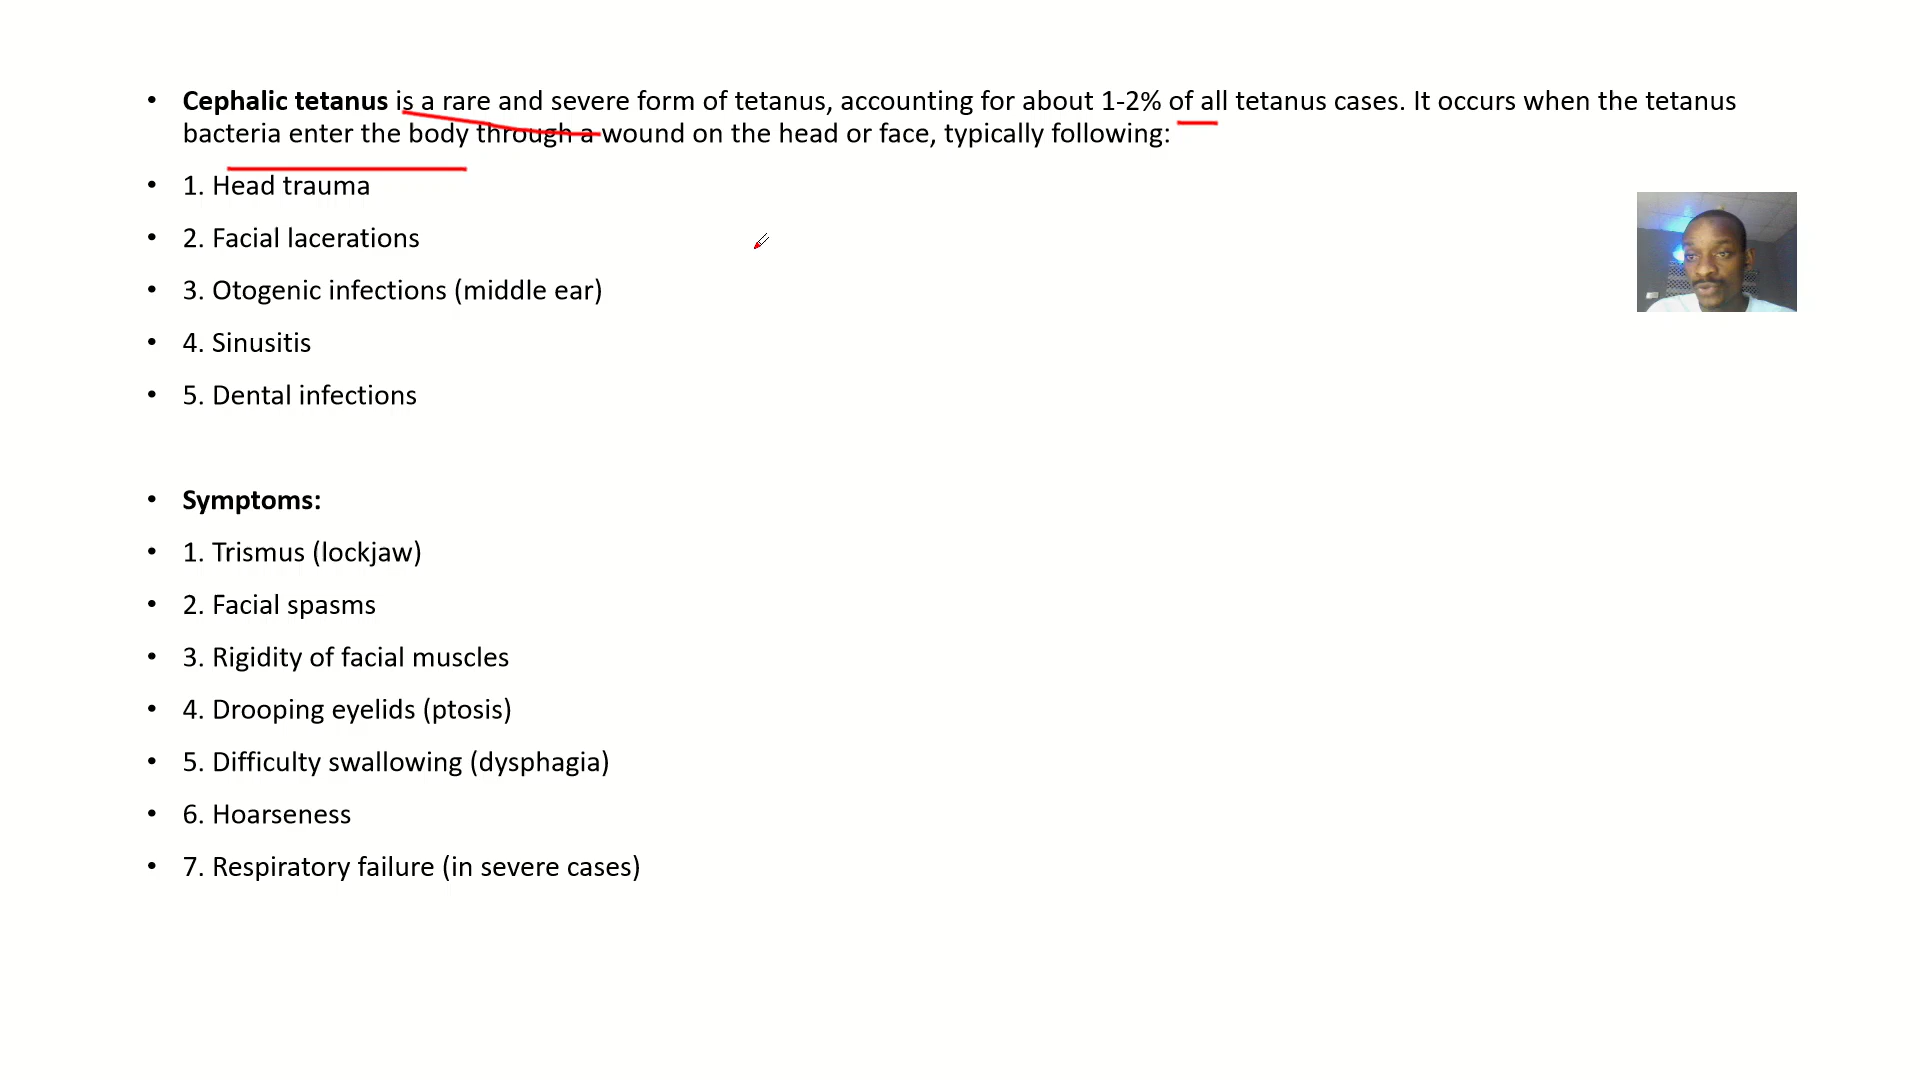 • Cephalic tetanus is a rare and severe form of tetanus, accounting for about 1-2% of all tetanus cases. It occurs when the tetanus
bacteria enter the body through a wound on the head or face, typically following:
• 1. Head trauma
• 2. Facial lacerations
• 3. Otogenic infections (middle ear)
• 4. Sinusitis
• 5. Dental infections
• Symptoms:
• 1. Trismus (lockjaw)
• 2. Facial spasms
• 3. Rigidity of facial muscles
• 4. Drooping eyelids (ptosis)
• 5. Difficulty swallowing (dysphagia)
• 6. Hoarseness
• 7. Respiratory failure (in severe cases)